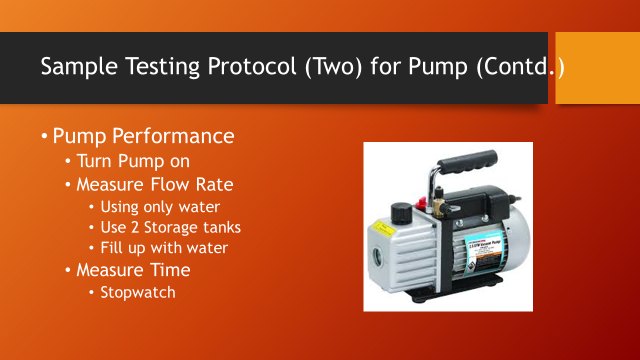 Sample Testing Protocol (Two) for Pump (Contd.)
• Pump Performance
• Turn Pump on
• Measure Flow Rate
• Using only water
• Use 2 Storage tanks
• Fill up with water
• Measure Time
• Stopwatch